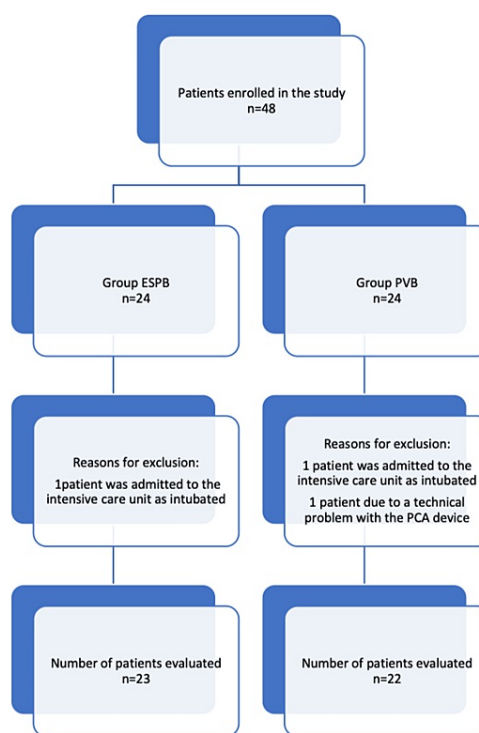 Patients enrolled in the study
n=48
Group ESPB
n=24
Group PVB
n=24
Reasons for exclusion:
1patient was admitted to the
intensive care unit as intubated
Reasons for exclusion:
1 patient was admitted to the
intensive care unit as intubated
1 patient due to a technical
problem with the PCA device
Number of patients evaluated
n=23
Number of patients evaluated
n=22